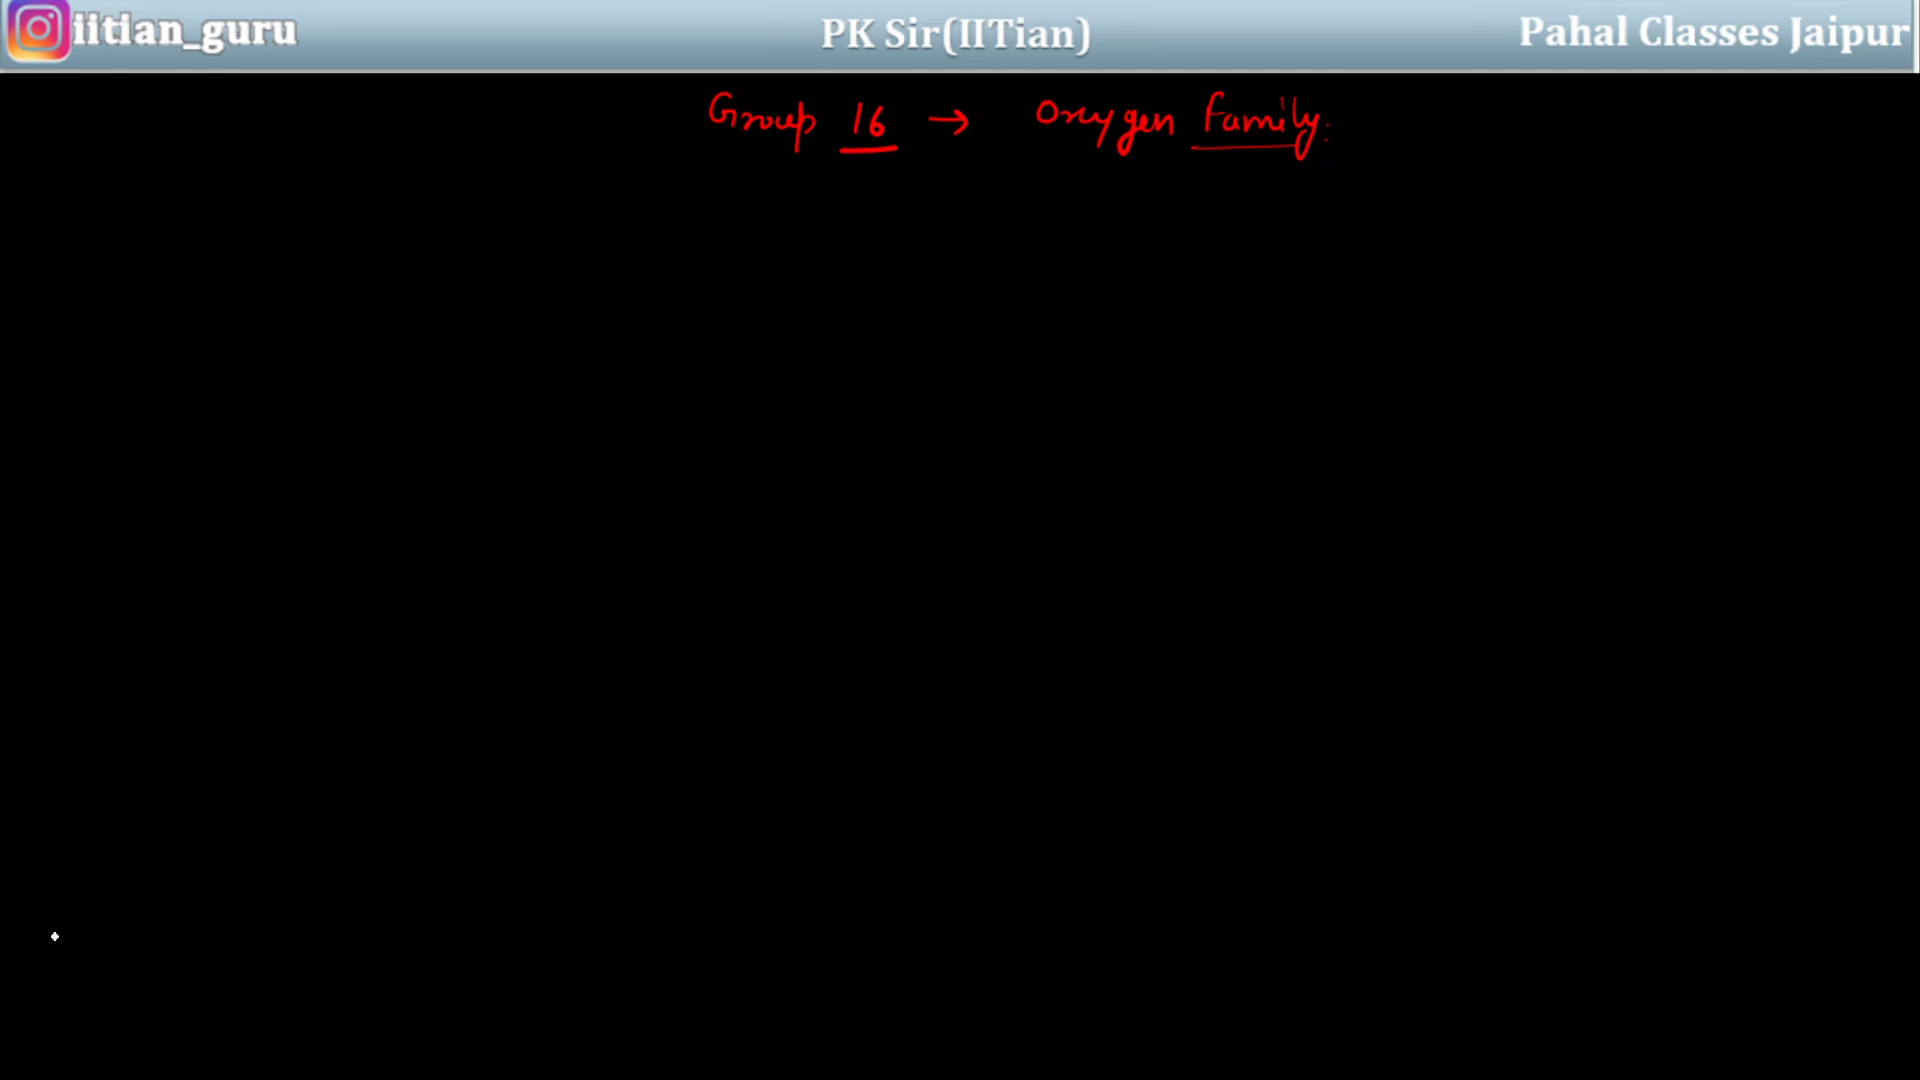 iitian_guru PK Sir(IITian) Pahal Classes Jaipur
Group 16 → Oxygen family.